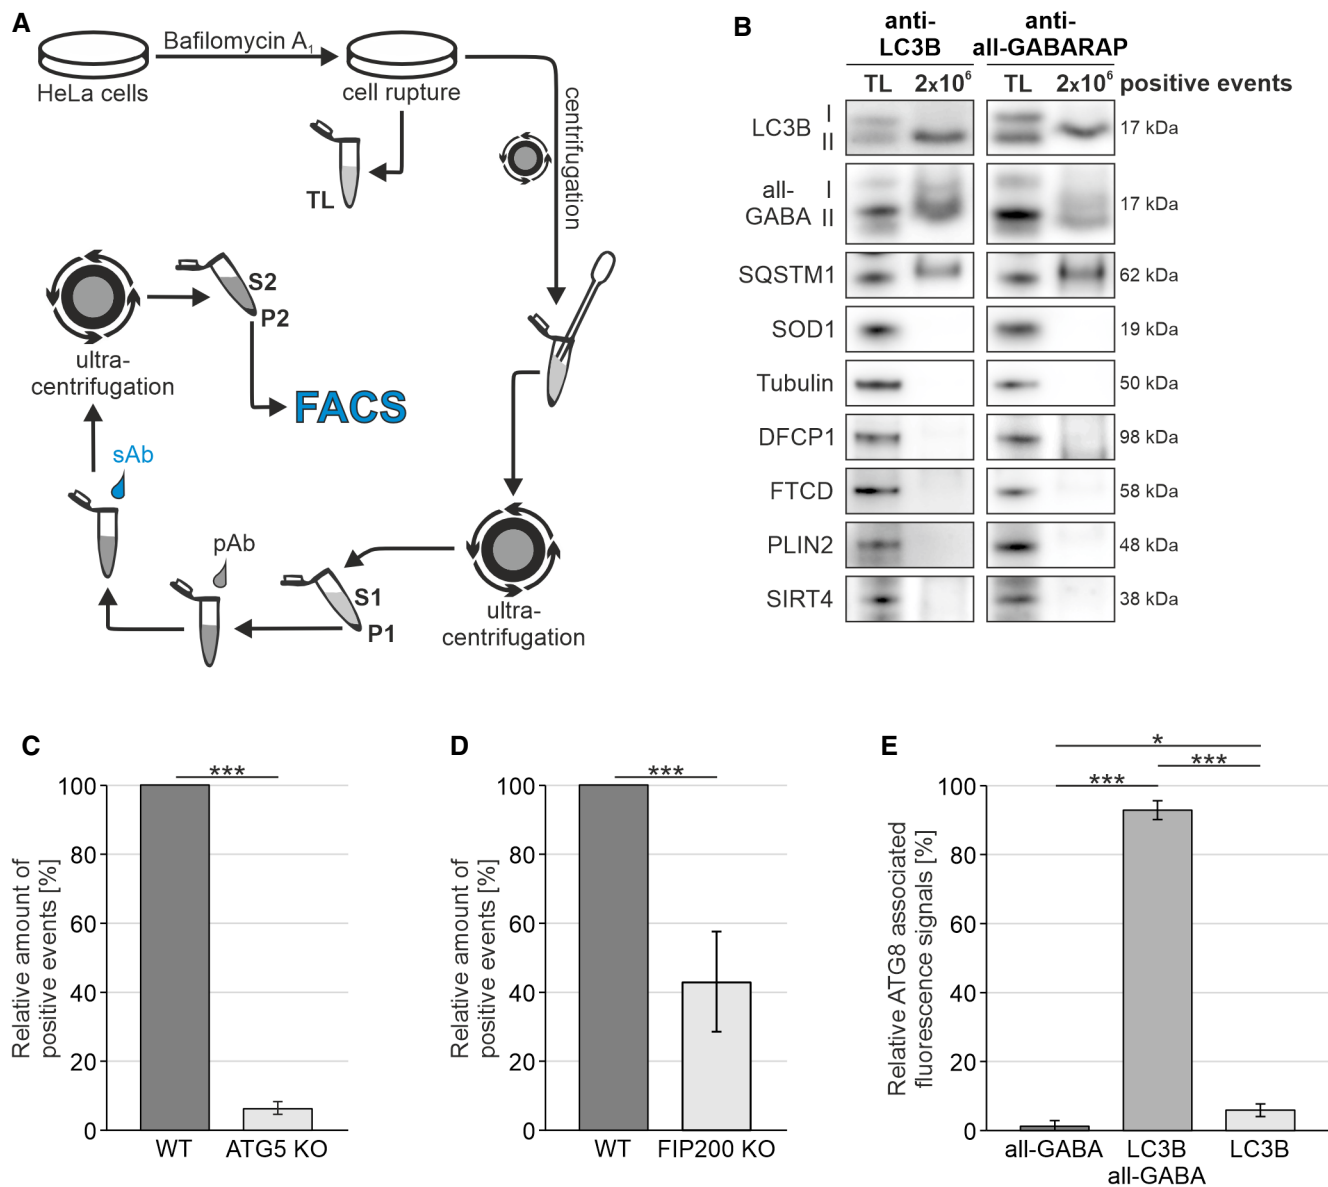 A
HeLa cells
Bafilomycin A1
cell rupture
TL
centrifugation
S2
P2
ultra-
centrifugation
FACS
sAb
pAb
S1
P1
ultra-
centrifugation
B
anti-
LC3B
anti-
all-GABARAP
TL 2x10⁶ TL 2x10⁶ positive events
LC3B I II 17 kDa
all-
GABA I II 17 kDa
SQSTM1 62 kDa
SOD1 19 kDa
Tubulin 50 kDa
DFCP1 98 kDa
FTCD 58 kDa
PLIN2 48 kDa
SIRT4 38 kDa
C
Relative amount of
positive events [%]
100
80
60
40
20
0
***
WT ATG5 KO
D
Relative amount of
positive events [%]
100
80
60
40
20
0
***
WT FIP200 KO
E
Relative ATG8 associated
fluorescence signals [%]
100
80
60
40
20
0
*
***
***
all-GABA LC3B LC3B
all-GABA